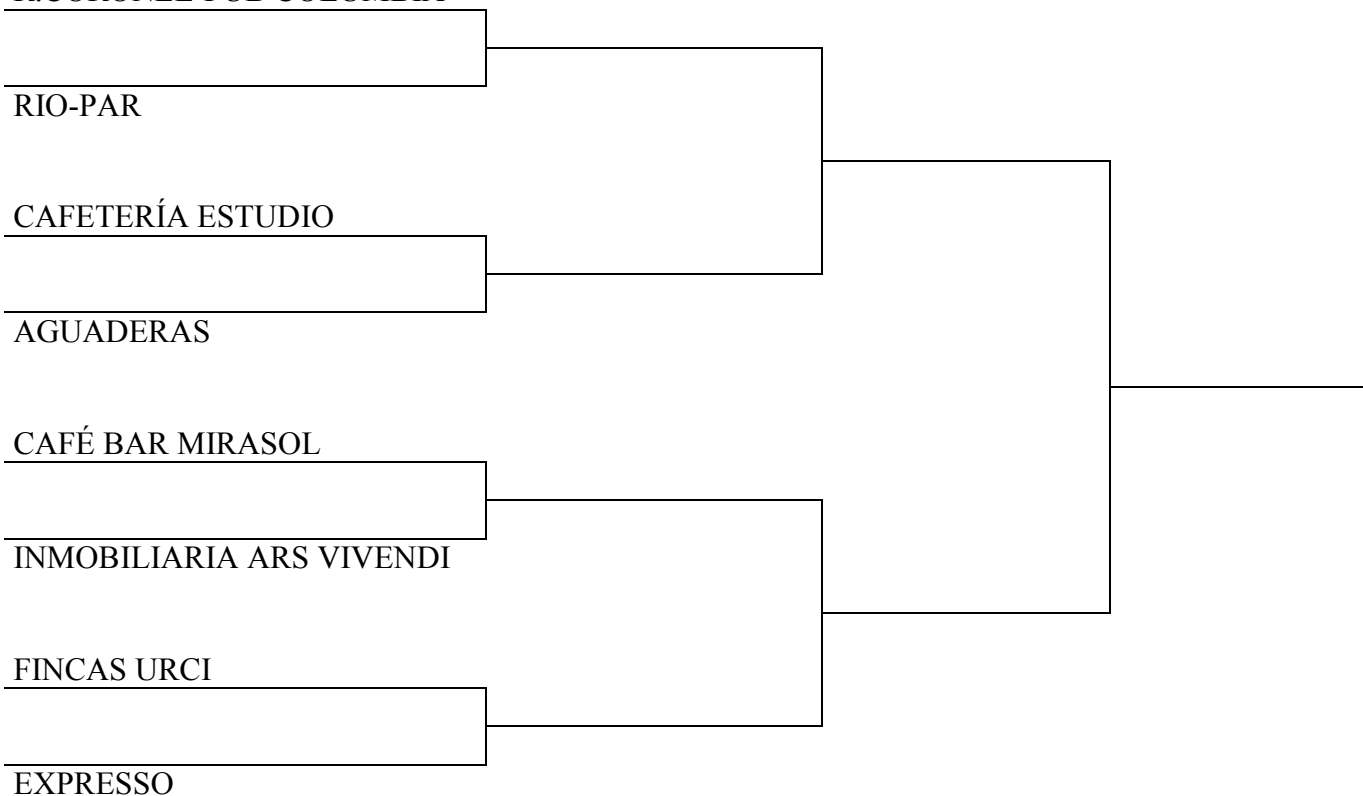 RIO-PAR
CAFETERÍA ESTUDIO
AGUADERAS
CAFÉ BAR MIRASOL
INMOBILIARIA ARS VIVENDI
FINCAS URCI
EXPRESSO